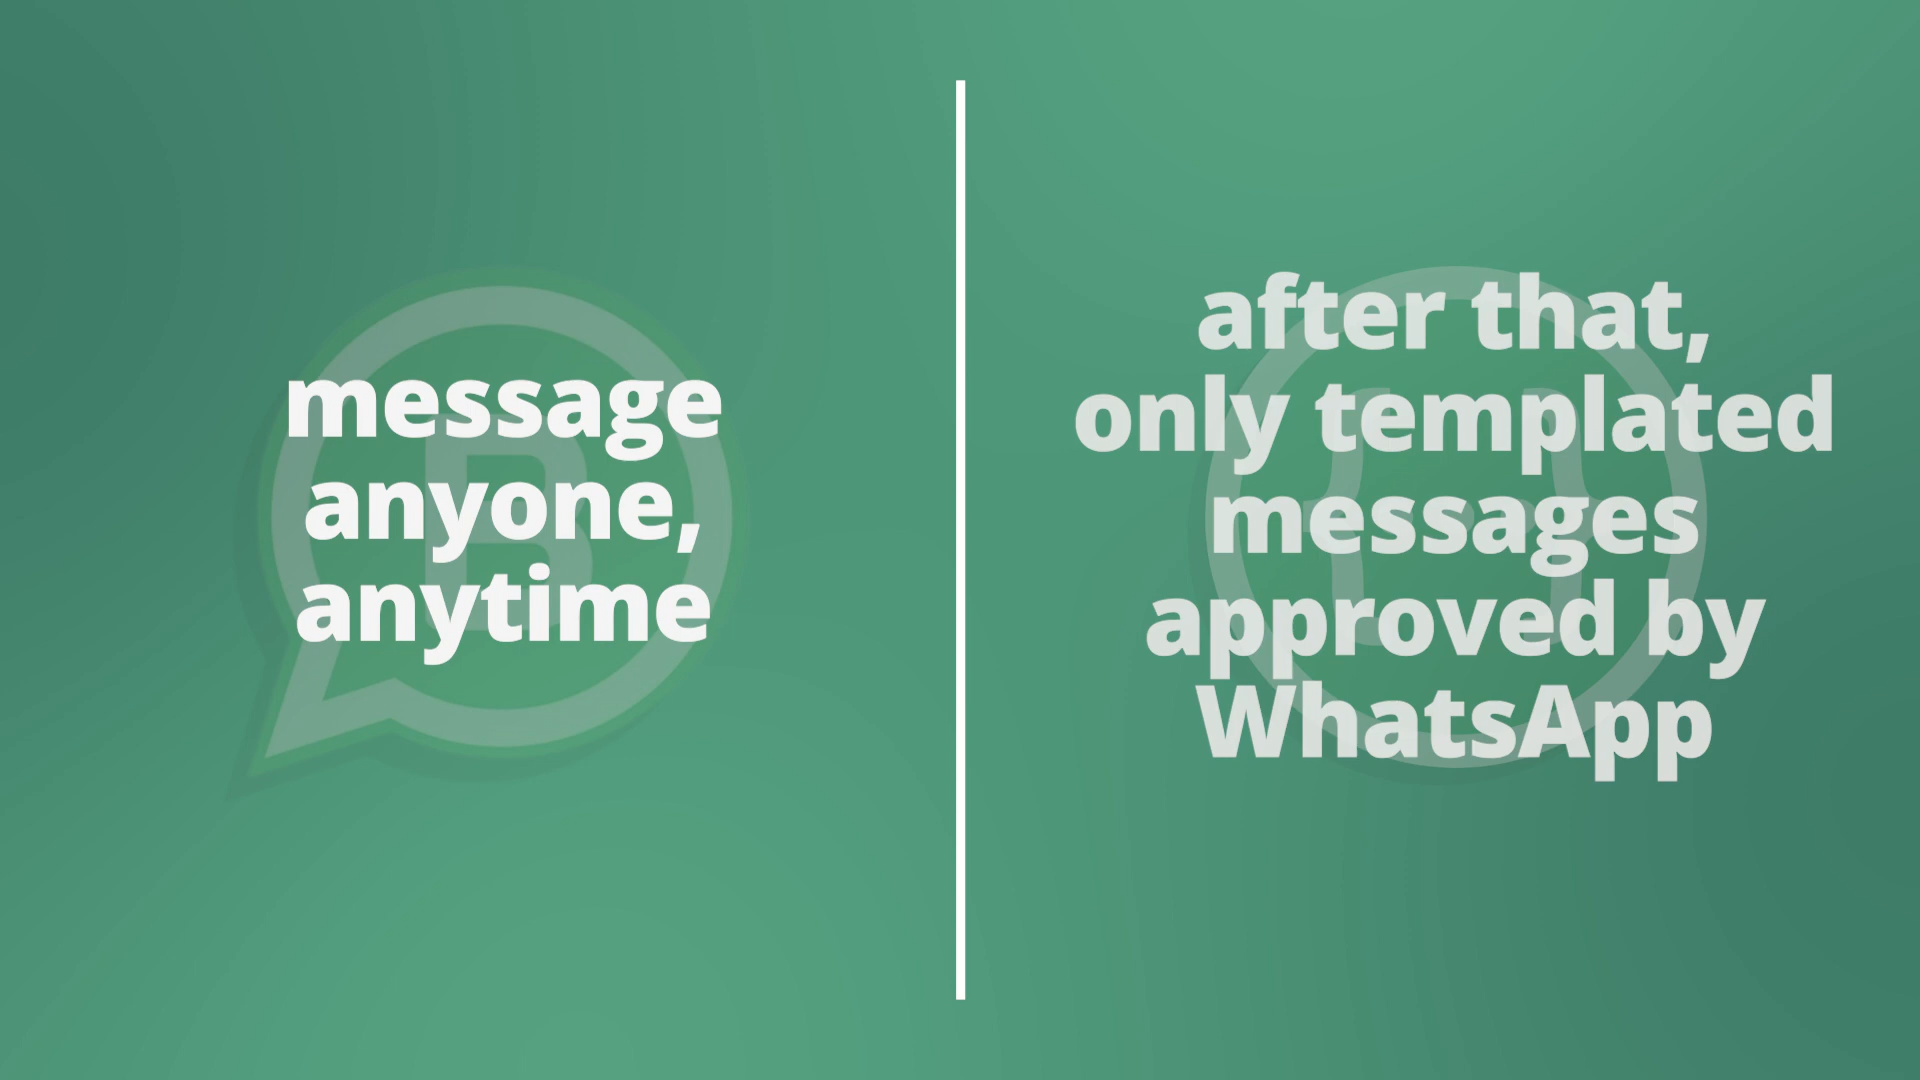 message
anyone,
anytime
after that,
only templated
messages
approved by
WhatsApp
B